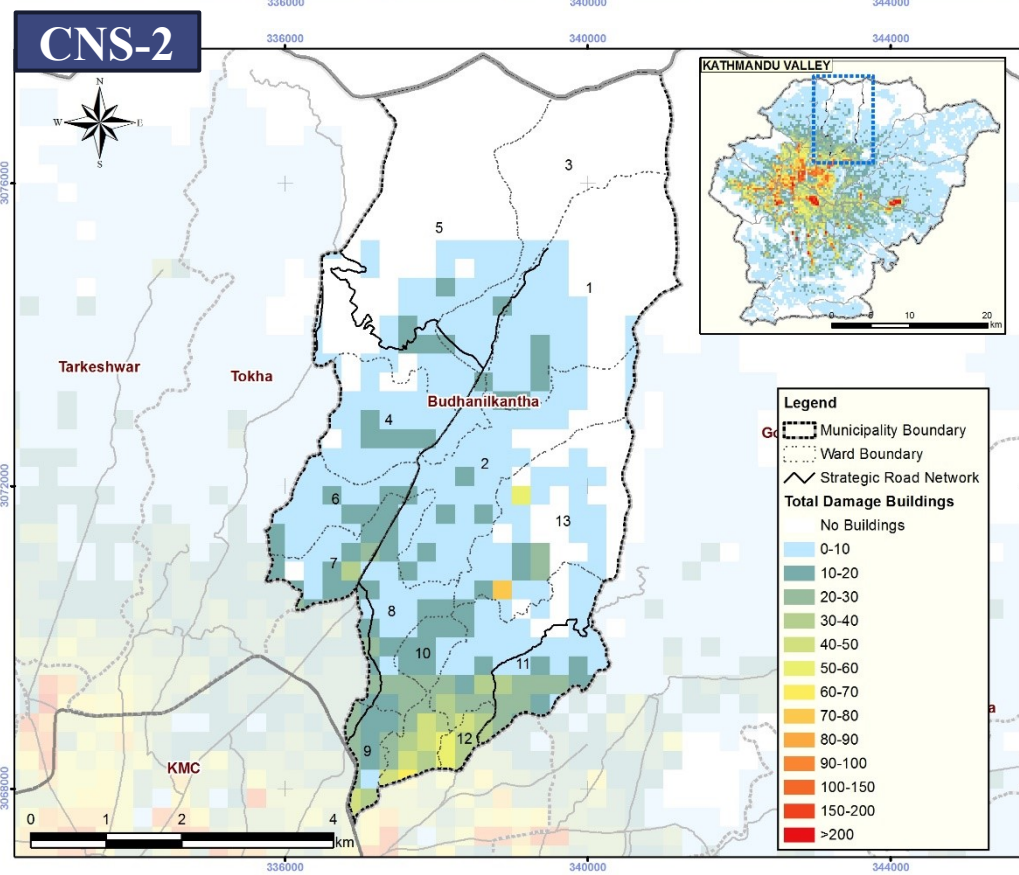 336000
340000
344000
CNS-2
336000
340000
344000
N
W
E
S
KATHMANDU VALLEY
0
10
20
km
3076000
3
5
1
Tarkeshwar
Tokha
Budhanilkantha
4
2
Legend
Municipality Boundary
Ward Boundary
Strategic Road Network
Total Damage Buildings
No Buildings
0-10
10-20
20-30
30-40
40-50
50-60
60-70
70-80
80-90
90-100
100-150
150-200
>200
3072000
6
13
7
8
10
11
9
12
KMC
3068000
0
1
2
4
km
336000
340000
344000